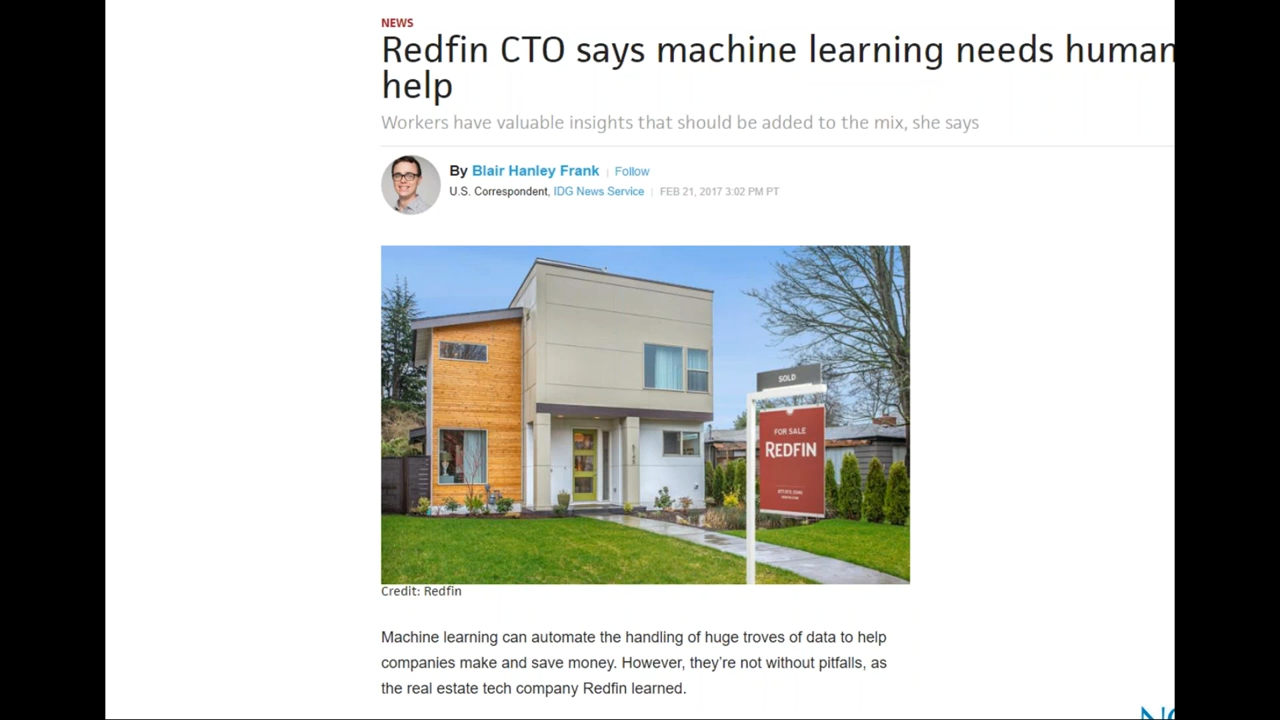 NEWS
Redfin CTO says machine learning needs human
help
Workers have valuable insights that should be added to the mix, she says
By Blair Hanley Frank | Follow
U.S. Correspondent, IDG News Service | FEB 21, 2017 3:02 PM PT
SOLD
FOR SALE
REDFIN
Credit: Redfin
Machine learning can automate the handling of huge troves of data to help
companies make and save money. However, they’re not without pitfalls, as
the real estate tech company Redfin learned.